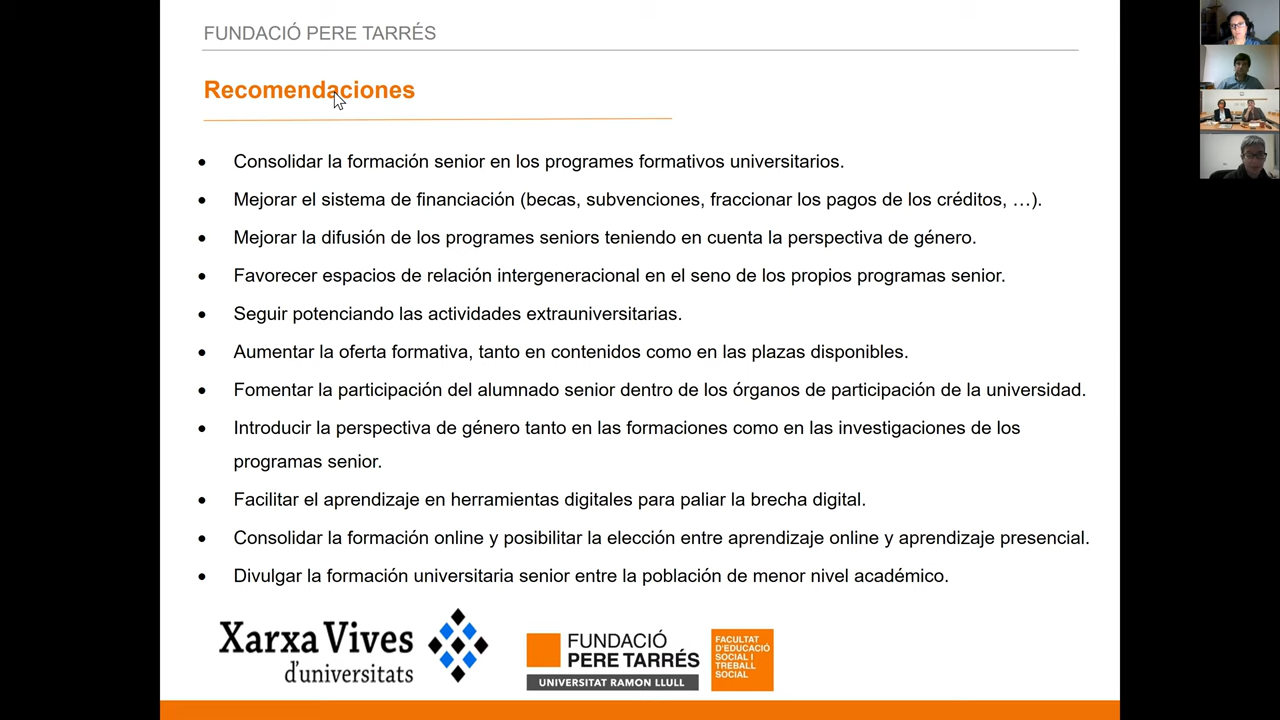 FUNDACIÓ PERE TARRÉS
Recomendaciones
Consolidar la formación senior en los programes formativos universitarios.
Mejorar el sistema de financiación (becas, subvenciones, fraccionar los pagos de los créditos, …).
Mejorar la difusión de los programes seniors teniendo en cuenta la perspectiva de género.
Favorecer espacios de relación intergeneracional en el seno de los propios programas senior.
Seguir potenciando las actividades extrauniversitarias.
Aumentar la oferta formativa, tanto en contenidos como en las plazas disponibles.
Fomentar la participación del alumnado senior dentro de los órganos de participación de la universidad.
Introducir la perspectiva de género tanto en las formaciones como en las investigaciones de los
programas senior.
Facilitar el aprendizaje en herramientas digitales para paliar la brecha digital.
Consolidar la formación online y posibilitar la elección entre aprendizaje online y aprendizaje presencial.
Divulgar la formación universitaria senior entre la población de menor nivel académico.
Xarxa Vives
d'universitats
FUNDACIÓ
PERE TARRÉS
UNIVERSITAT RAMON LLULL
FACULTAT
D'EDUCACIÓ
SOCIAL I
TREBALL
SOCIAL